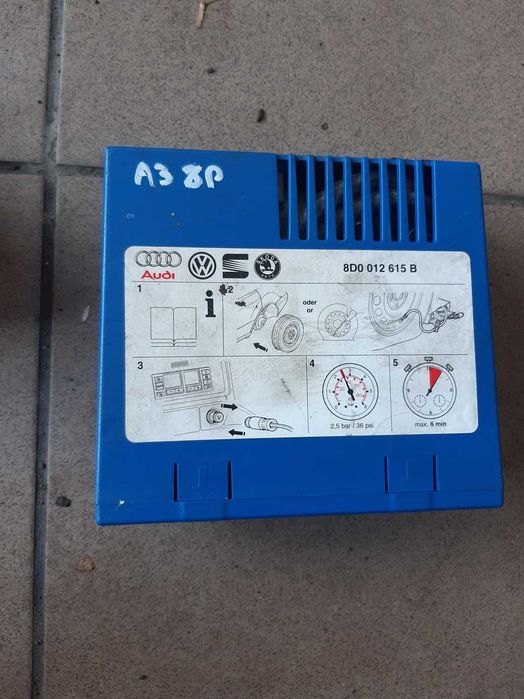 A3 8P
Audi
8D0 012 615 B
1
i
2
oder
or
3
4
2,5 bar / 36 psi
5
max. 6 min